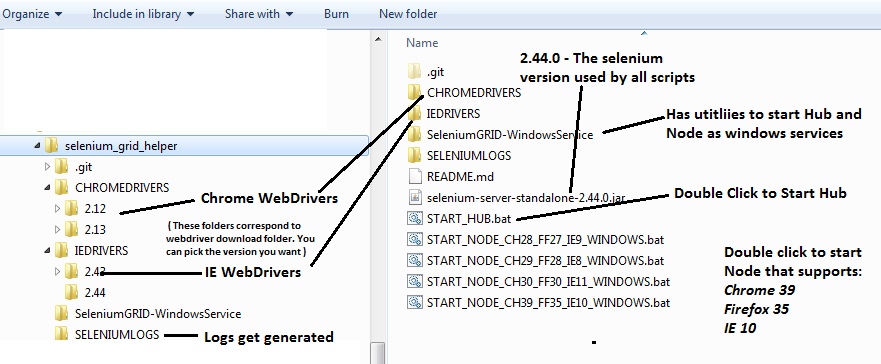 Organize Include in library Share with Burn New folder
Name
2.44.0 - The selenium
version used by all scripts
.git
CHROMEDRIVERS
IEDRIVERS
SeleniumGRID-WindowsService
Has utitliies to start Hub and
Node as windows services
SELENIUMLOGS
README.md
selenium-server-standalone-2.44.0.jar
START_HUB.bat
Double Click to Start Hub
START_NODE_CH28_FF27_IE9_WINDOWS.bat
START_NODE_CH29_FF28_IE8_WINDOWS.bat
START_NODE_CH30_FF30_IE11_WINDOWS.bat
START_NODE_CH39_FF35_IE10_WINDOWS.bat
Double click to start
Node that supports:
Chrome 39
Firefox 35
IE 10
selenium_grid_helper
.git
CHROMEDRIVERS
2.12
2.13
Chrome WebDrivers
( These folders correspond to
webdriver download folder. You
can pick the version you want )
IEDRIVERS
2.43
IE WebDrivers
2.44
SeleniumGRID-WindowsService
SELENIUMLOGS
Logs get generated